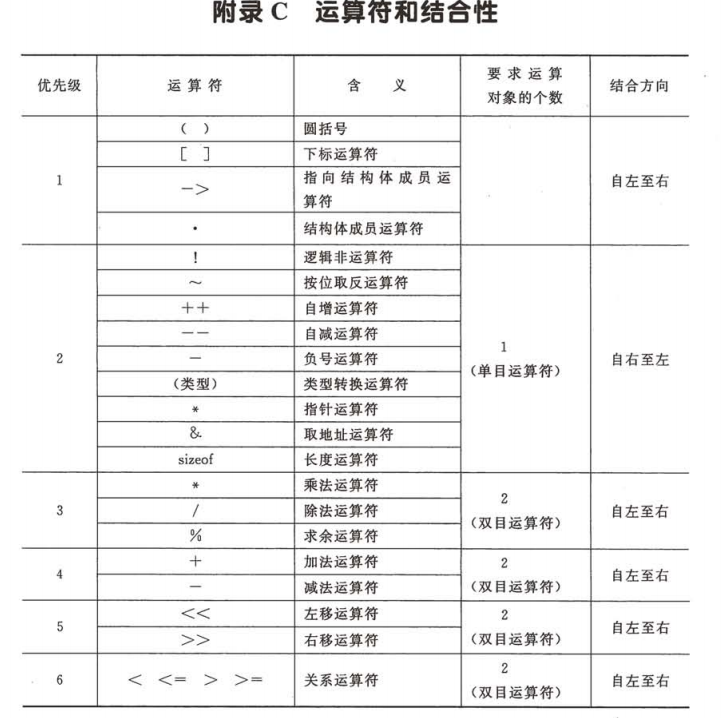 附录 C 运算符和结合性
优先级 运算符 含 义 要求运算对象的个数 结合方向
1 ( ) 圆括号 自左至右
[ ] 下标运算符
-> 指向结构体成员运算符
· 结构体成员运算符
2 ! 逻辑非运算符 1 (单目运算符) 自右至左
~ 按位取反运算符
++ 自增运算符
-- 自减运算符
- 负号运算符
(类型) 类型转换运算符
* 指针运算符
& 取地址运算符
sizeof 长度运算符
3 * 乘法运算符 2 (双目运算符) 自左至右
/ 除法运算符
% 求余运算符
4 + 加法运算符 2 (双目运算符) 自左至右
- 减法运算符
5 << 左移运算符 2 (双目运算符) 自左至右
>> 右移运算符
6 < <= > >= 关系运算符 2 (双目运算符) 自左至右